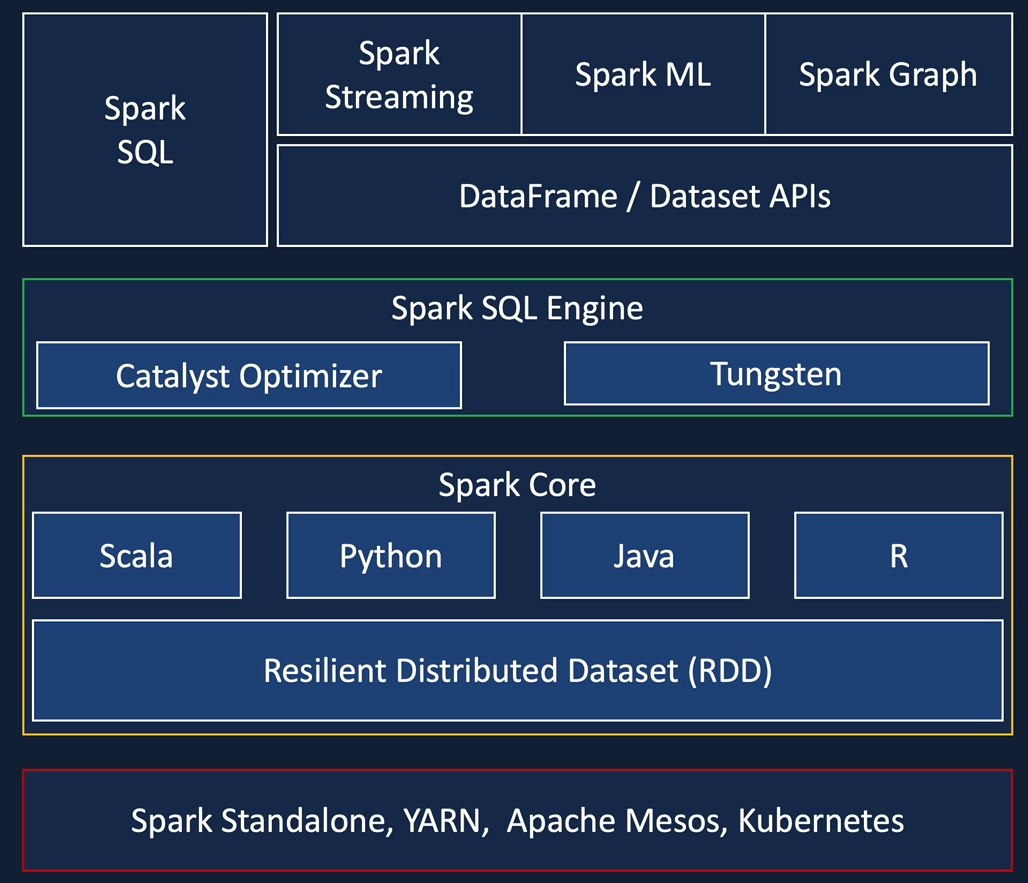 Spark
SQL
Spark
Streaming
Spark ML
Spark Graph
DataFrame / Dataset APIs
Spark SQL Engine
Catalyst Optimizer
Tungsten
Spark Core
Scala
Python
Java
R
Resilient Distributed Dataset (RDD)
Spark Standalone, YARN, Apache Mesos, Kubernetes